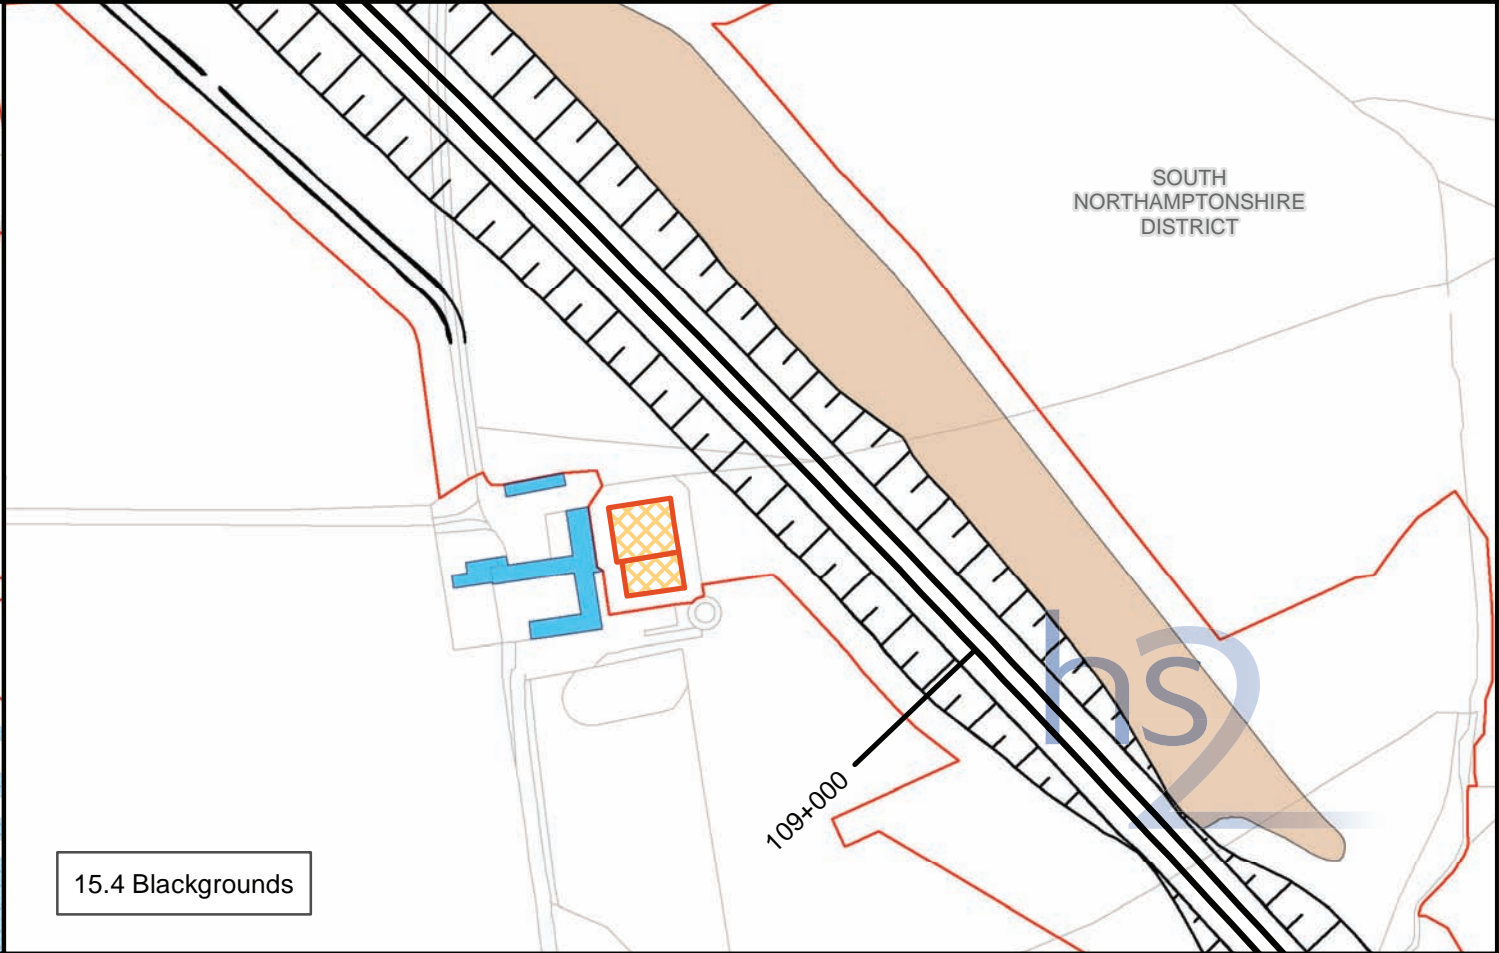 SOUTH
NORTHAMPTONSHIRE
DISTRICT
hs2
109+000
15.4 Blackgrounds